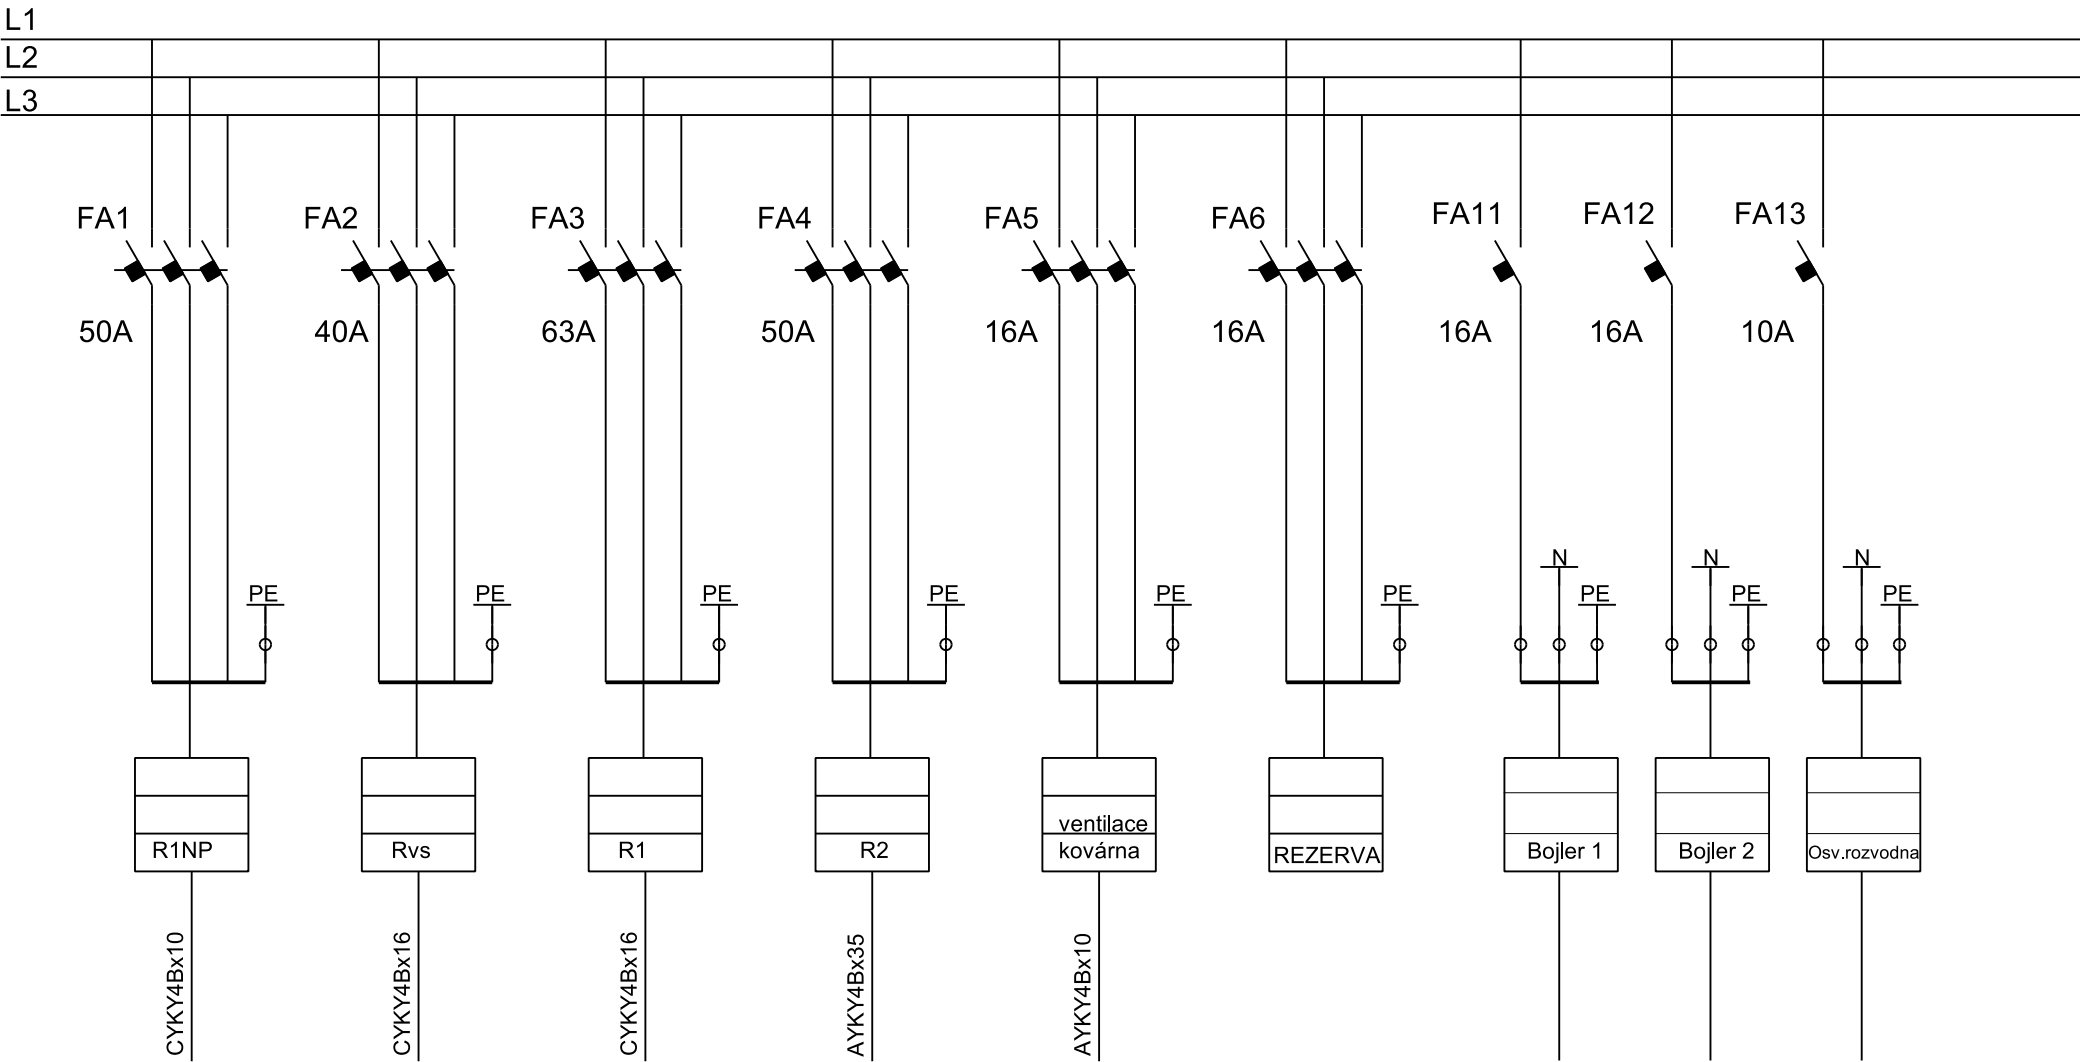 L1
L2
L3
FA1
FA2
FA3
FA4
FA5
FA6
FA11
FA12
FA13
50A
40A
63A
50A
16A
16A
16A
16A
10A
N
N
N
PE
PE
PE
PE
PE
PE
PE
PE
PE
R1NP
Rvs
R1
R2
ventilace
kovárna
REZERVA
Bojler 1
Bojler 2
Osv.rozvodna
CYKY4Bx10
CYKY4Bx16
CYKY4Bx16
AYKY4Bx35
AYKY4Bx10